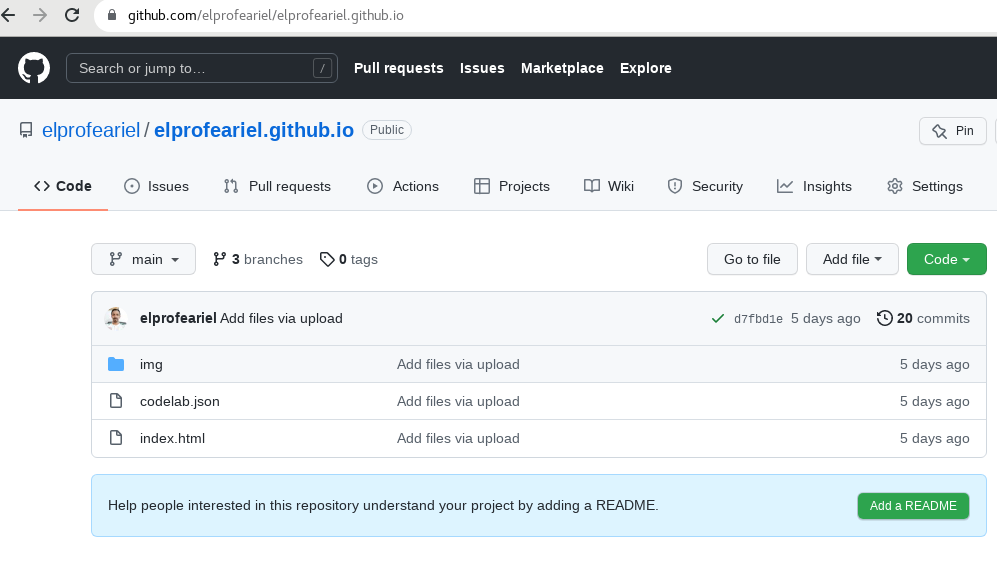 github.com/elprofeariel/elprofeariel.github.io
Search or jump to… / Pull requests Issues Marketplace Explore
elprofeariel / elprofeariel.github.io Public Pin
Code Issues Pull requests Actions Projects Wiki Security Insights Settings
main 3 branches 0 tags Go to file Add file Code
elprofeariel Add files via upload d7fbd1e 5 days ago 20 commits
img Add files via upload 5 days ago
codelab.json Add files via upload 5 days ago
index.html Add files via upload 5 days ago
Help people interested in this repository understand your project by adding a README. Add a README